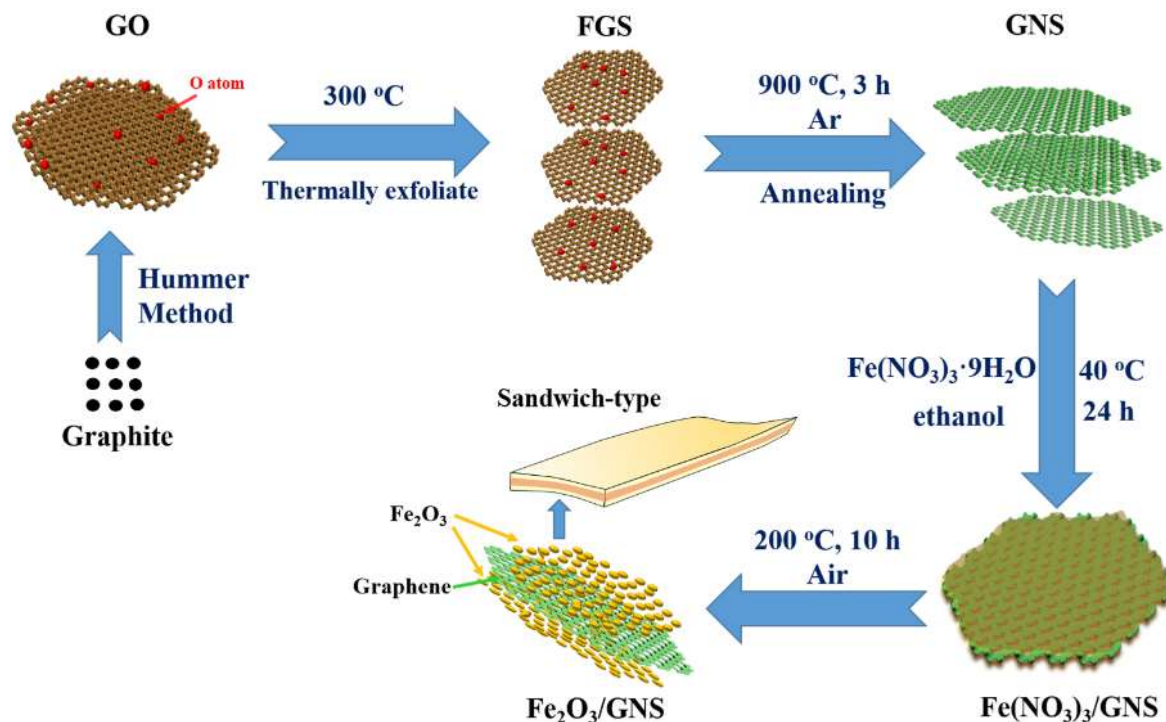 GO
FGS
GNS
O atom
300 °C
Thermally exfoliate
900 °C, 3 h
Ar
Annealing
Hummer
Method
Graphite
Fe(NO₃)₃·9H₂O
ethanol
40 °C
24 h
Sandwich-type
Fe₂O₃
Graphene
200 °C, 10 h
Air
Fe₂O₃/GNS
Fe(NO₃)₃/GNS